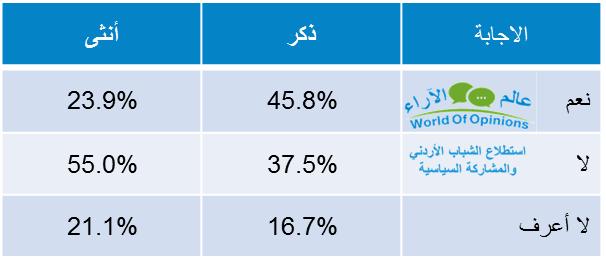 الاجابة ذكر أنثى
نعم 45.8% 23.9%
عالم الآراء
World Of Opinions
لا 37.5% 55.0%
استطلاع الشباب الأردني
والمشاركة السياسية
لا أعرف 16.7% 21.1%